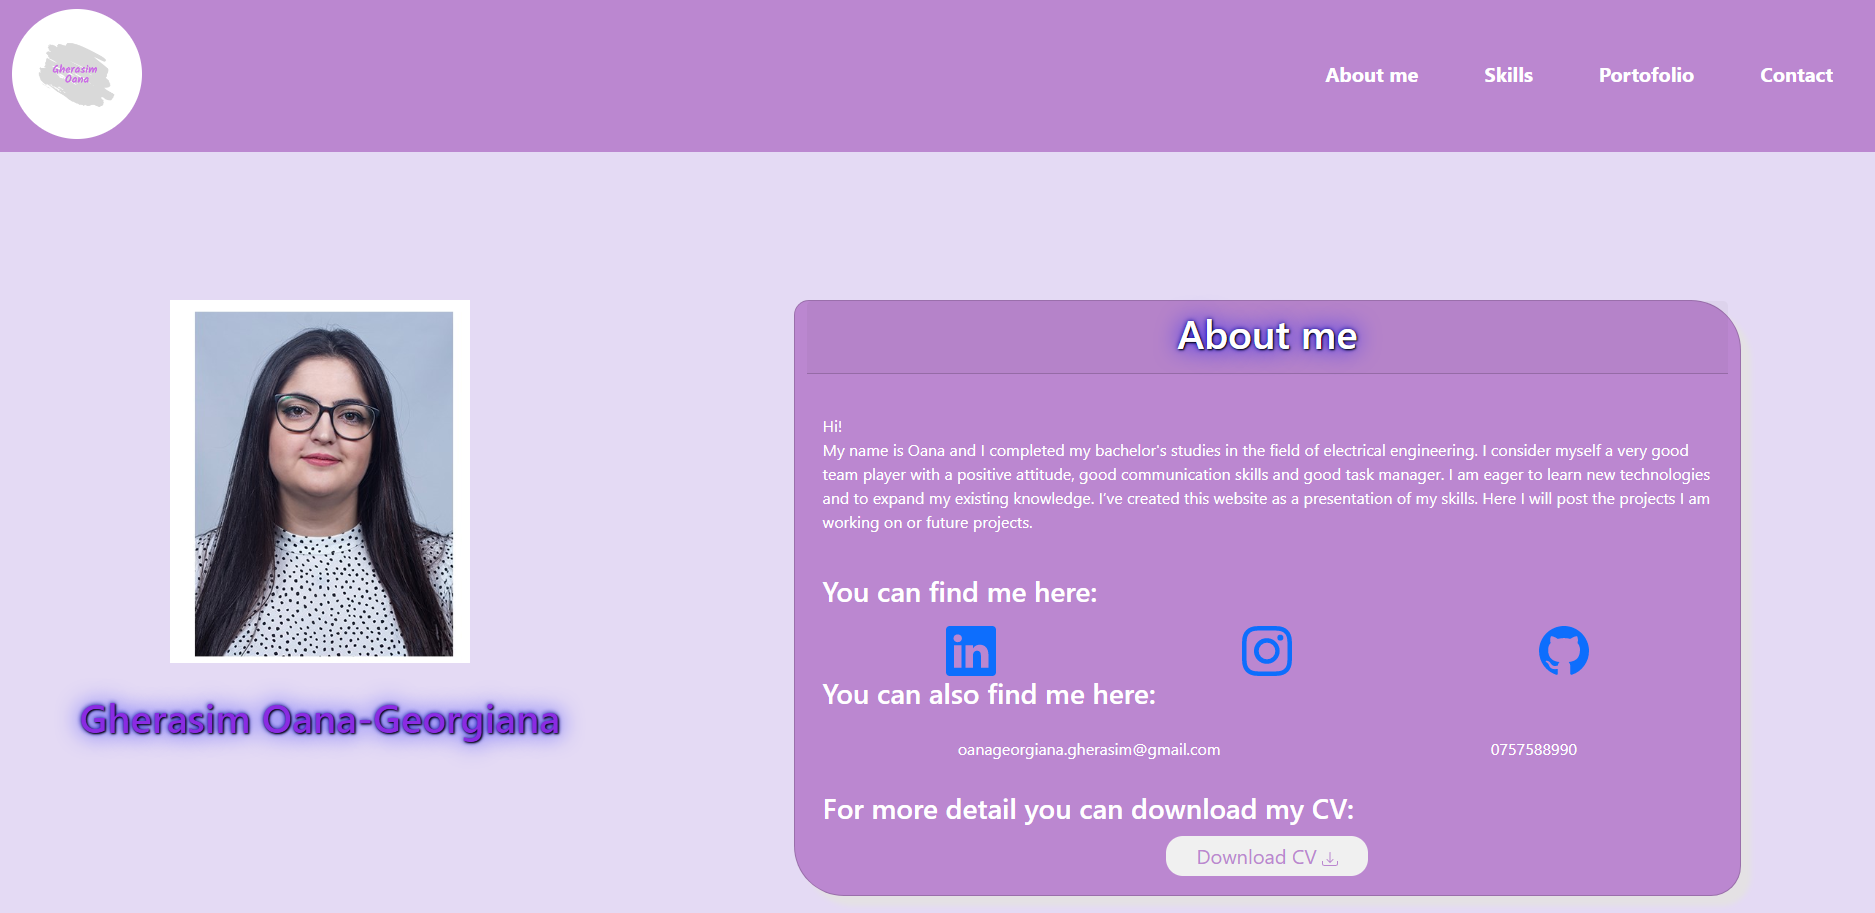 Gherasim
Oana
About me
Skills
Portofolio
Contact
Gherasim Oana-Georgiana
About me
Hi!
My name is Oana and I completed my bachelor's studies in the field of electrical engineering. I consider myself a very good
team player with a positive attitude, good communication skills and good task manager. I am eager to learn new technologies
and to expand my existing knowledge. I've created this website as a presentation of my skills. Here I will post the projects I am
working on or future projects.
You can find me here:
in
You can also find me here:
oanageorgiana.gherasim@gmail.com
0757588990
For more detail you can download my CV:
Download CV